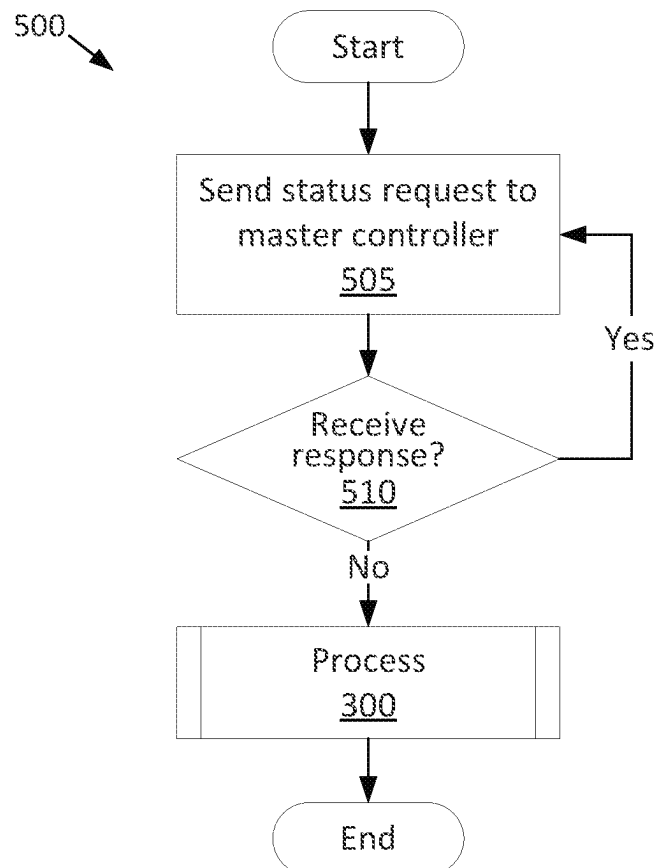 500
Start
Send status request to
master controller
505
Yes
Receive
response?
510
No
Process
300
End